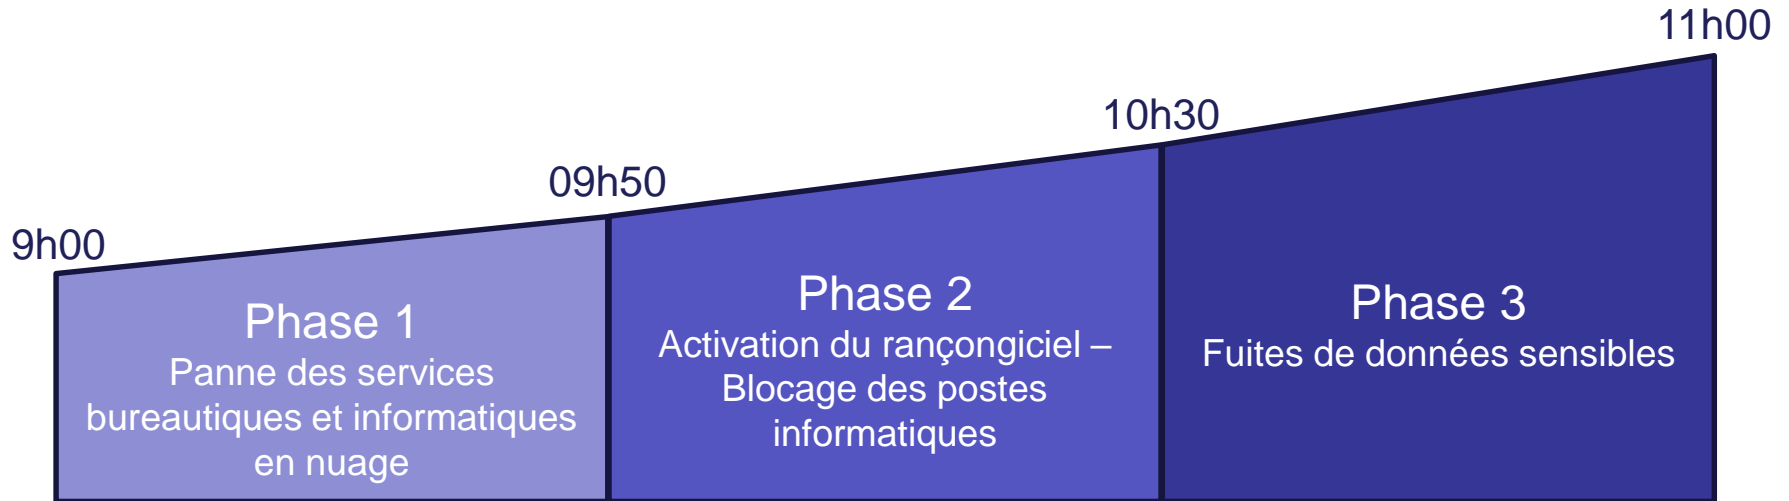 9h00
09h50
10h30
11h00
Phase 1
Panne des services
bureautiques et informatiques
en nuage
Phase 2
Activation du rançongiciel –
Blocage des postes
informatiques
Phase 3
Fuites de données sensibles